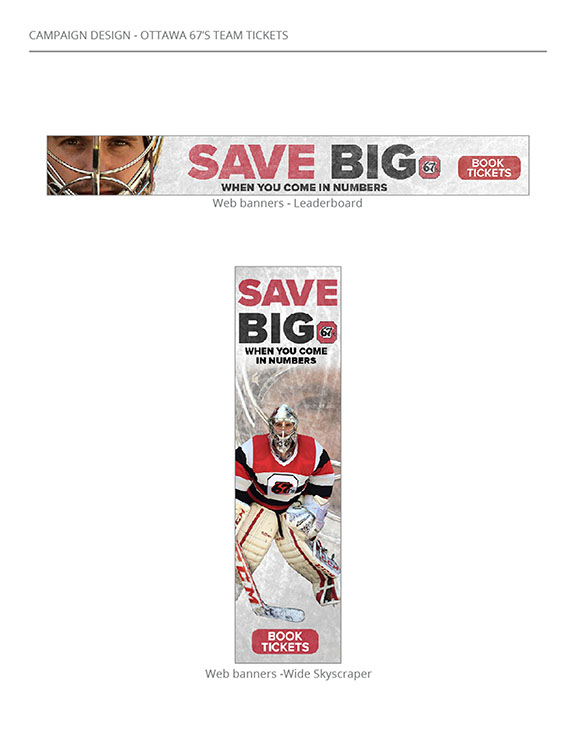 CAMPAIGN DESIGN - OTTAWA 67'S TEAM TICKETS
SAVE BIG 67's
WHEN YOU COME IN NUMBERS
BOOK
TICKETS
Web banners - Leaderboard
SAVE
BIG 67's
WHEN YOU COME
IN NUMBERS
67's
CCM
BOOK
TICKETS
Web banners -Wide Skyscraper